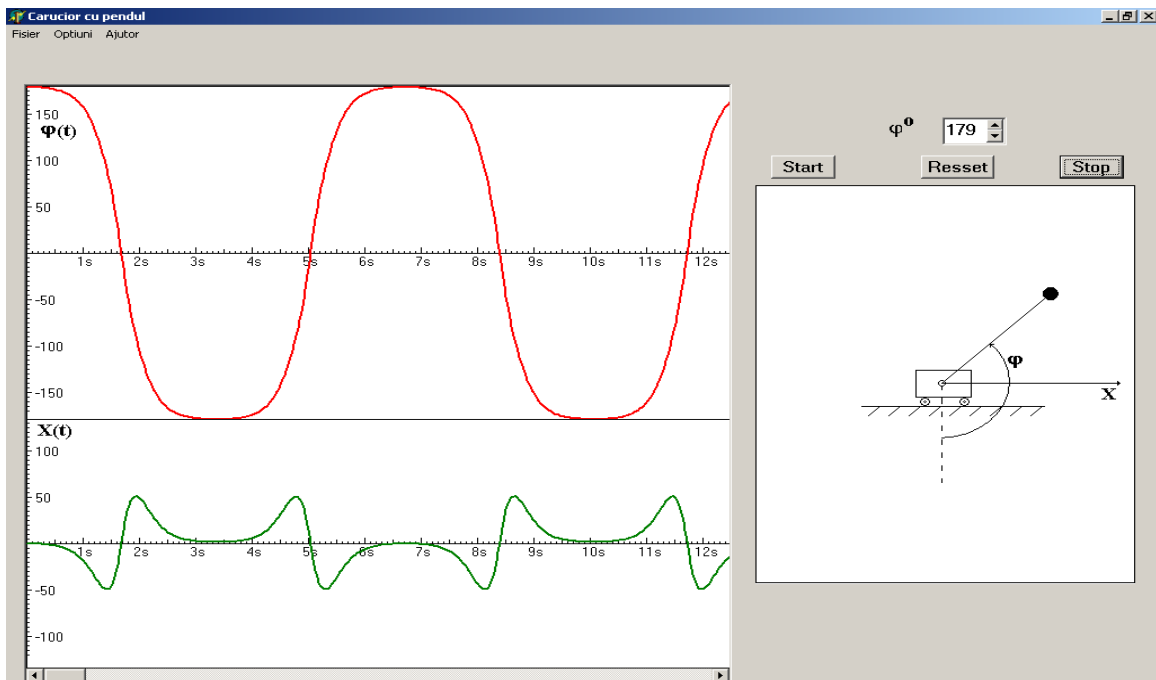 Carucior cu pendul
Fisier Optiuni Ajutor
150
φ(t)
100
50
1s 2s 3s 4s 5s 6s 7s 8s 9s 10s 11s 12s
-50
-100
-150
X(t)
100
50
1s 2s 3s 4s 5s 6s 7s 8s 9s 10s 11s 12s
-50
-100
φ° 179
Start Resset Stop
φ
X